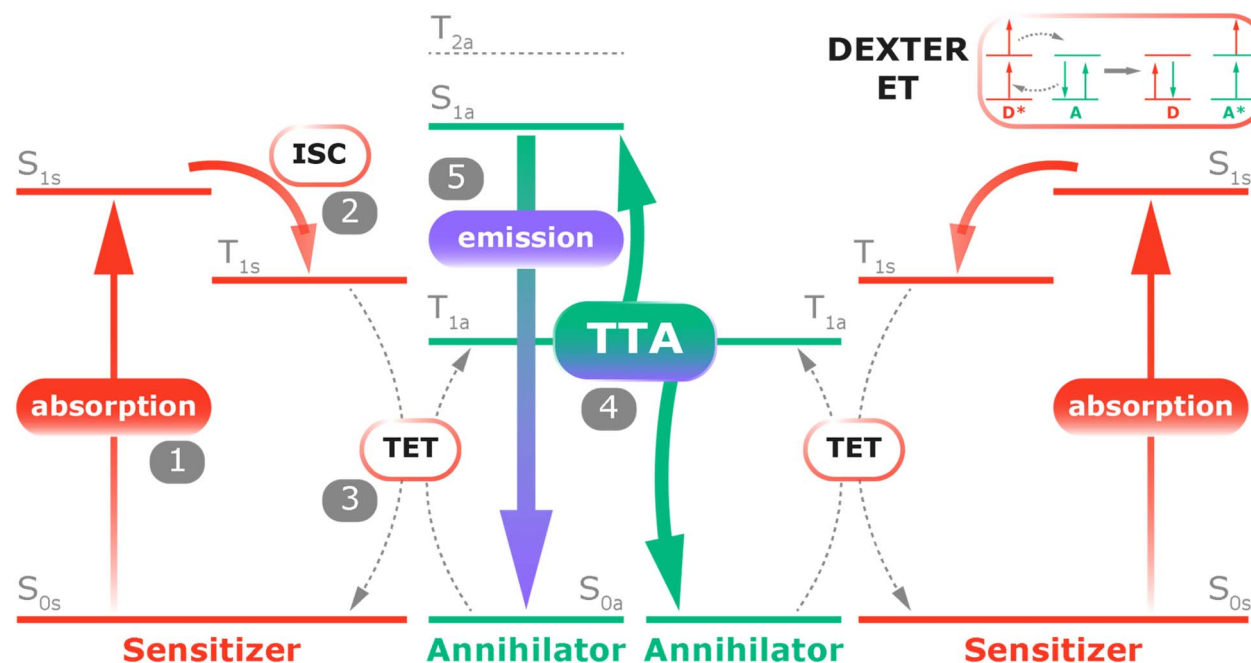 T2a
DEXTER
ET
D*
A
D
A*
S1a
ISC
S1s
2
5
S1s
emission
T1s
T1s
T1a
TTA
T1a
4
absorption
1
absorption
TET
3
TET
S0s
S0a
S0s
Sensitizer
Annihilator
Annihilator
Sensitizer